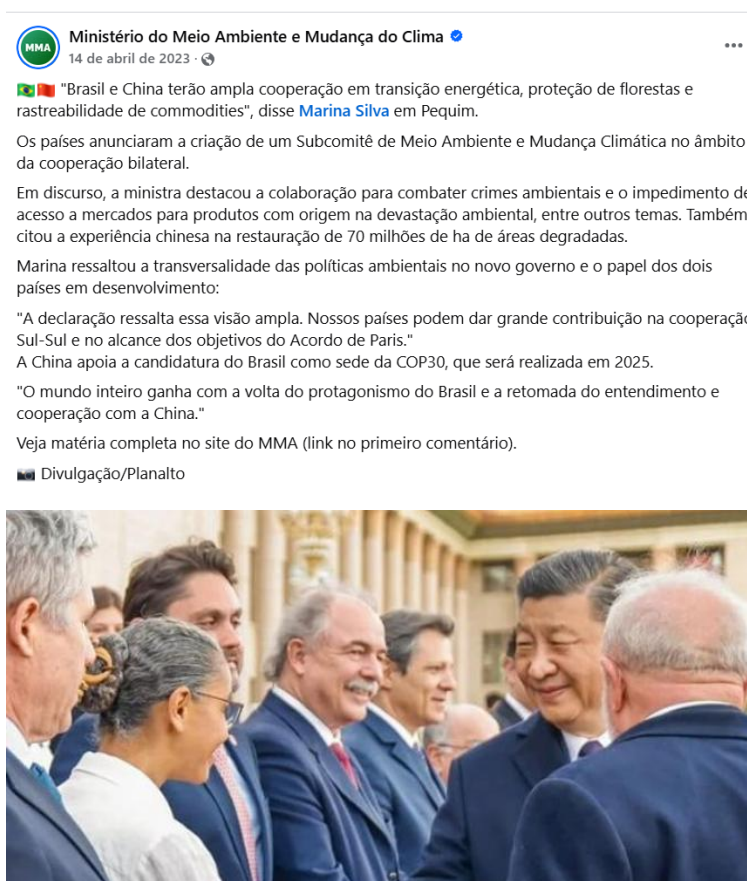 MMA
Ministério do Meio Ambiente e Mudança do Clima
14 de abril de 2023 ·
"Brasil e China terão ampla cooperação em transição energética, proteção de florestas e
rastreabilidade de commodities", disse Marina Silva em Pequim.
Os países anunciaram a criação de um Subcomitê de Meio Ambiente e Mudança Climática no âmbito
da cooperação bilateral.
Em discurso, a ministra destacou a colaboração para combater crimes ambientais e o impedimento de
acesso a mercados para produtos com origem na devastação ambiental, entre outros temas. Também
citou a experiência chinesa na restauração de 70 milhões de ha de áreas degradadas.
Marina ressaltou a transversalidade das políticas ambientais no novo governo e o papel dos dois
países em desenvolvimento:
"A declaração ressalta essa visão ampla. Nossos países podem dar grande contribuição na cooperação
Sul-Sul e no alcance dos objetivos do Acordo de Paris."
A China apoia a candidatura do Brasil como sede da COP30, que será realizada em 2025.
"O mundo inteiro ganha com a volta do protagonismo do Brasil e a retomada do entendimento e
cooperação com a China."
Veja matéria completa no site do MMA (link no primeiro comentário).
Divulgação/Planalto